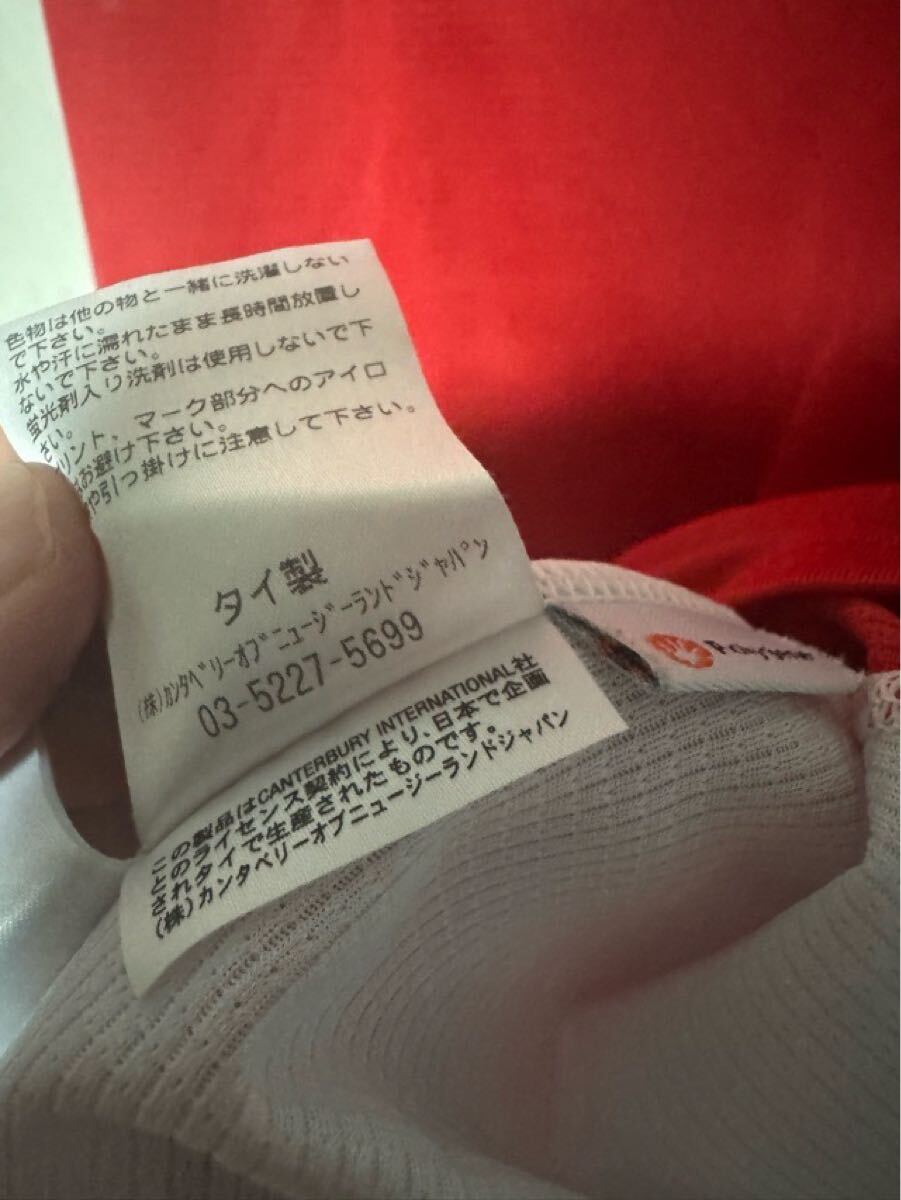 色物は他の物と一緒に洗濯しない
で下さい。
水や汗に濡れたまま長時間放置し
ないで下さい。
蛍光剤入り洗剤は使用しないで下
さい。
リント、マーク部分へのアイロ
お避け下さい。
や引っ掛けに注意して下さい。
タイ製
(株)ｶﾝﾀﾍﾞﾘｰｵﾌﾞﾆｭｰｼﾞｰﾗﾝﾄﾞｼﾞｬﾊﾟﾝ
03-5227-5699
この製品はCANTERBURY INTERNATIONAL社
とのライセンス契約により、日本で企画
されタイで生産されたものです。
(株)カンタベリーオブニュージーランドジャパン